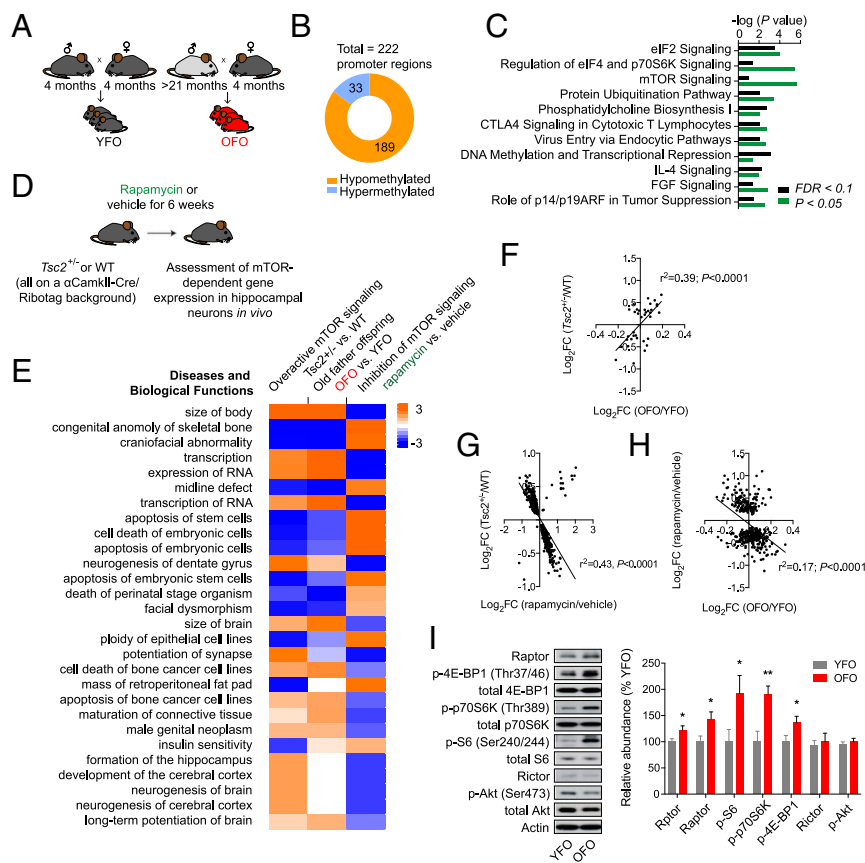 A
♂ x ♀ ♂ x ♀
4 months 4 months >21 months 4 months
YFO OFO
B
Total = 222
promoter regions
33
189
Hypomethylated
Hypermethylated
C
-log (P value)
0 2 4 6
eIF2 Signaling
Regulation of eIF4 and p70S6K Signaling
mTOR Signaling
Protein Ubiquitination Pathway
Phosphatidylcholine Biosynthesis I
CTLA4 Signaling in Cytotoxic T Lymphocytes
Virus Entry via Endocytic Pathways
DNA Methylation and Transcriptional Repression
IL-4 Signaling
FGF Signaling
Role of p14/p19ARF in Tumor Suppression
FDR < 0.1
P < 0.05
D
Rapamycin or
vehicle for 6 weeks
Tsc2+/- or WT
(all on a αCamkII-Cre/
Ribotag background)
Assessment of mTOR-
dependent gene
expression in hippocampal
neurons in vivo
E
Diseases and
Biological Functions
Overactive mTOR signaling
Tsc2+/- vs. WT
Old father offspring
OFO vs. YFO
Inhibition of mTOR signaling
rapamycin vs. vehicle
3
-3
size of body
congenital anomoly of skeletal bone
craniofacial abnormality
transcription
expression of RNA
midline defect
transcription of RNA
apoptosis of stem cells
cell death of embryonic cells
apoptosis of embryonic cells
neurogenesis of dentate gyrus
apoptosis of embryonic stem cells
death of perinatal stage organism
facial dysmorphism
size of brain
ploidy of epithelial cell lines
potentiation of synapse
cell death of bone cancer cell lines
mass of retroperitoneal fat pad
apoptosis of bone cancer cell lines
maturation of connective tissue
male genital neoplasm
insulin sensitivity
formation of the hippocampus
development of the cerebral cortex
neurogenesis of brain
neurogenesis of cerebral cortex
long-term potentiation of brain
F
Log2FC (Tsc2+/-/WT)
1.5
1.0
0.5
-0.5
-1.0
-1.5
-0.4 -0.2 0.2 0.4
r2=0.39; P<0.0001
Log2FC (OFO/YFO)
G
Log2FC (Tsc2+/-/WT)
1.0
0.5
-0.5
-1.0
-2 -1 0 1 2 3
r2=0.43, P<0.0001
Log2FC (rapamycin/vehicle)
H
Log2FC (rapamycin/vehicle)
1.5
1.0
0.5
-0.5
-1.0
-1.5
-0.4 -0.2 0.2 0.4
r2=0.17; P<0.0001
Log2FC (OFO/YFO)
I
Raptor
p-4E-BP1 (Thr37/46)
total 4E-BP1
p-p70S6K (Thr389)
total p70S6K
p-S6 (Ser240/244)
total S6
Rictor
p-Akt (Ser473)
total Akt
Actin
YFO OFO
Relative abundance (% YFO)
250
200
150
100
50
0
* * * ** *
YFO
OFO
Rptor Raptor p-S6 p-p70S6K p-4E-BP1 Rictor p-Akt